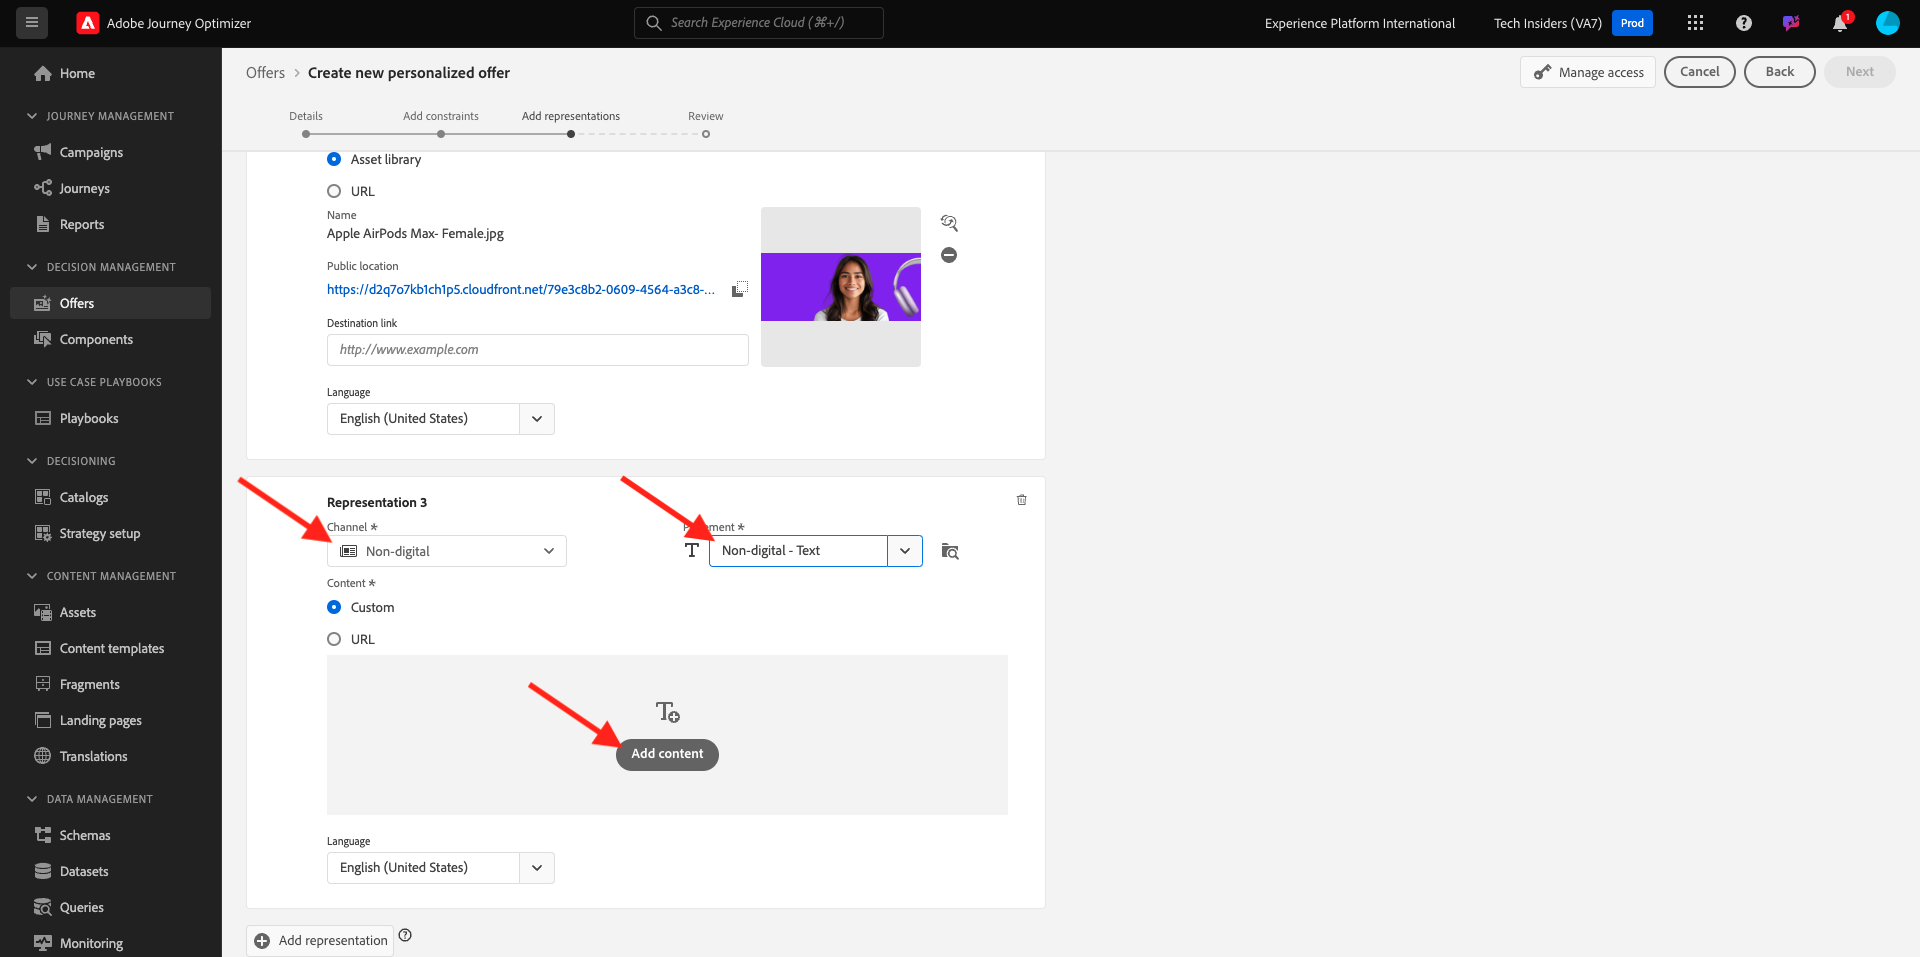 Adobe Journey Optimizer
Search Experience Cloud (⌘+/)
Experience Platform International
Tech Insiders (VA7)
Prod
1
Home
JOURNEY MANAGEMENT
Campaigns
Journeys
Reports
DECISION MANAGEMENT
Offers
Components
USE CASE PLAYBOOKS
Playbooks
DECISIONING
Catalogs
Strategy setup
CONTENT MANAGEMENT
Assets
Content templates
Fragments
Landing pages
Translations
DATA MANAGEMENT
Schemas
Datasets
Queries
Monitoring
Offers > Create new personalized offer
Manage access
Cancel
Back
Next
Details
Add constraints
Add representations
Review
Asset library
URL
Name
Apple AirPods Max- Female.jpg
Public location
https://d2q7o7kb1ch1p5.cloudfront.net/79e3c8b2-0609-4564-a3c8-...
Destination link
http://www.example.com
Language
English (United States)
Representation 3
Channel *
Non-digital
Non-digital - Text
Content *
Custom
URL
Add content
Language
English (United States)
Add representation